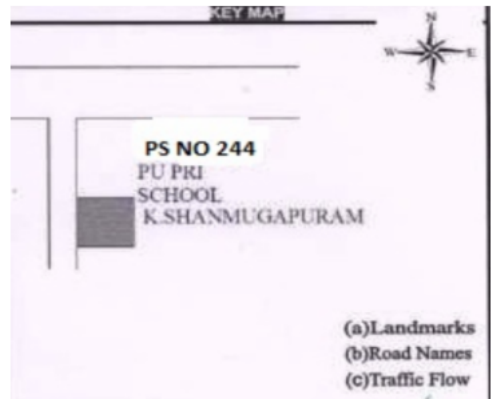 KEY MAP
N
W E
S
PS NO 244
PU PRI
SCHOOL
K.SHANMUGAPURAM
(a)Landmarks
(b)Road Names
(c)Traffic Flow